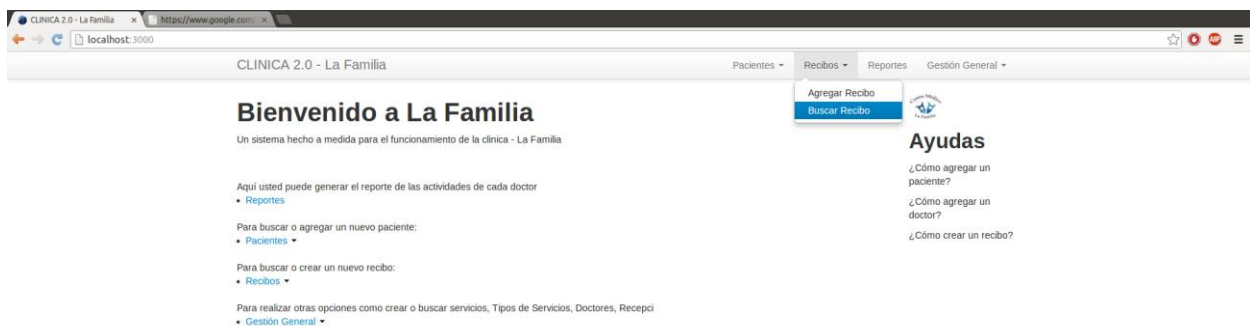 CLINICA 2.0 - La Familia
https://www.google.com
localhost:3000
ABP
CLINICA 2.0 - La Familia
Pacientes
Recibos
Reportes
Gestión General
Agregar Recibo
Buscar Recibo
Bienvenido a La Familia
Un sistema hecho a medida para el funcionamiento de la clinica - La Familia
Aquí usted puede generar el reporte de las actividades de cada doctor
• Reportes
Para buscar o agregar un nuevo paciente:
• Pacientes
Para buscar o crear un nuevo recibo:
• Recibos
Para realizar otras opciones como crear o buscar servicios, Tipos de Servicios, Doctores, Recepci
• Gestión General
Centro Médico
La Familia
Ayudas
¿Cómo agregar un
paciente?
¿Cómo agregar un
doctor?
¿Cómo crear un recibo?